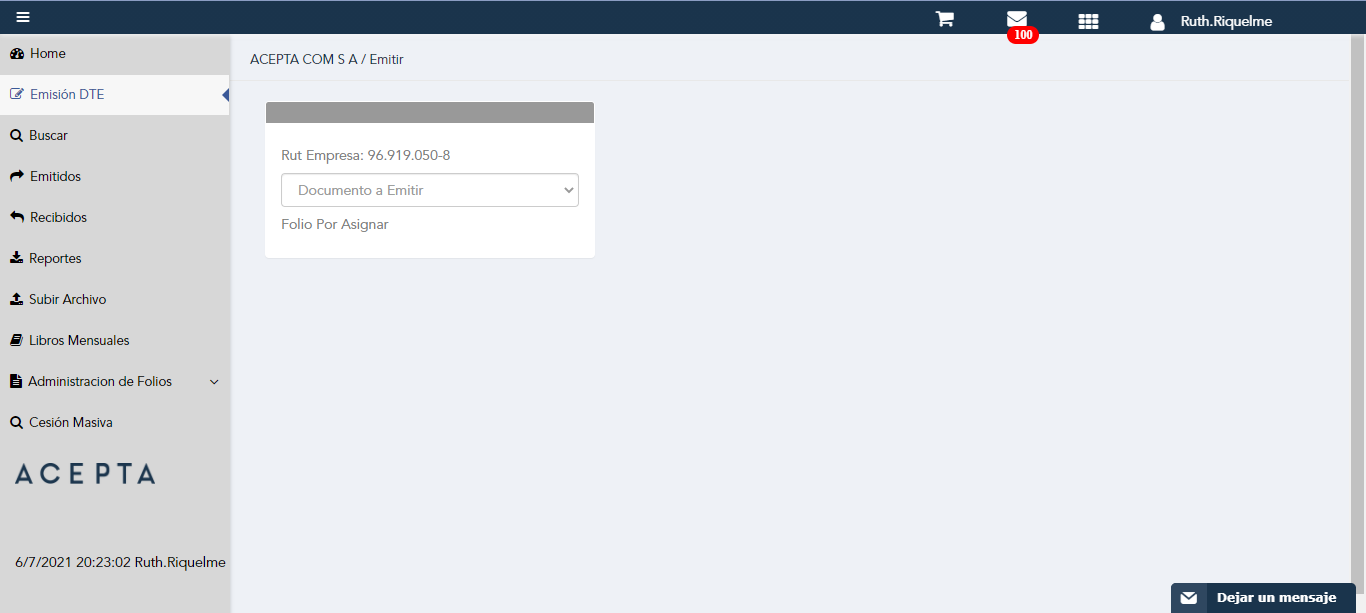 Ruth.Riquelme
100
Home
Emisión DTE
Buscar
Emitidos
Recibidos
Reportes
Subir Archivo
Libros Mensuales
Administracion de Folios
Cesión Masiva
ACEPTA
6/7/2021 20:23:02 Ruth.Riquelme
ACEPTA COM S A / Emitir
Rut Empresa: 96.919.050-8
Documento a Emitir
Folio Por Asignar
Dejar un mensaje